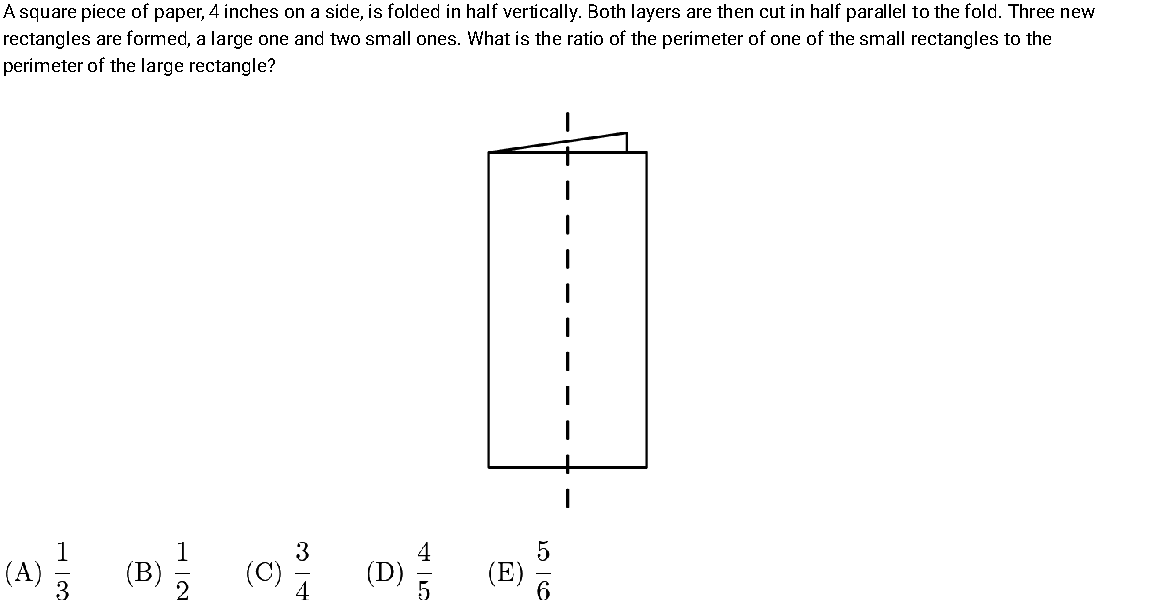 A square piece of paper, 4 inches on a side, is folded in half vertically. Both layers are then cut in half parallel to the fold. Three new
rectangles are formed, a large one and two small ones. What is the ratio of the perimeter of one of the small rectangles to the
perimeter of the large rectangle?
(A) 1/3 (B) 1/2 (C) 3/4 (D) 4/5 (E) 5/6